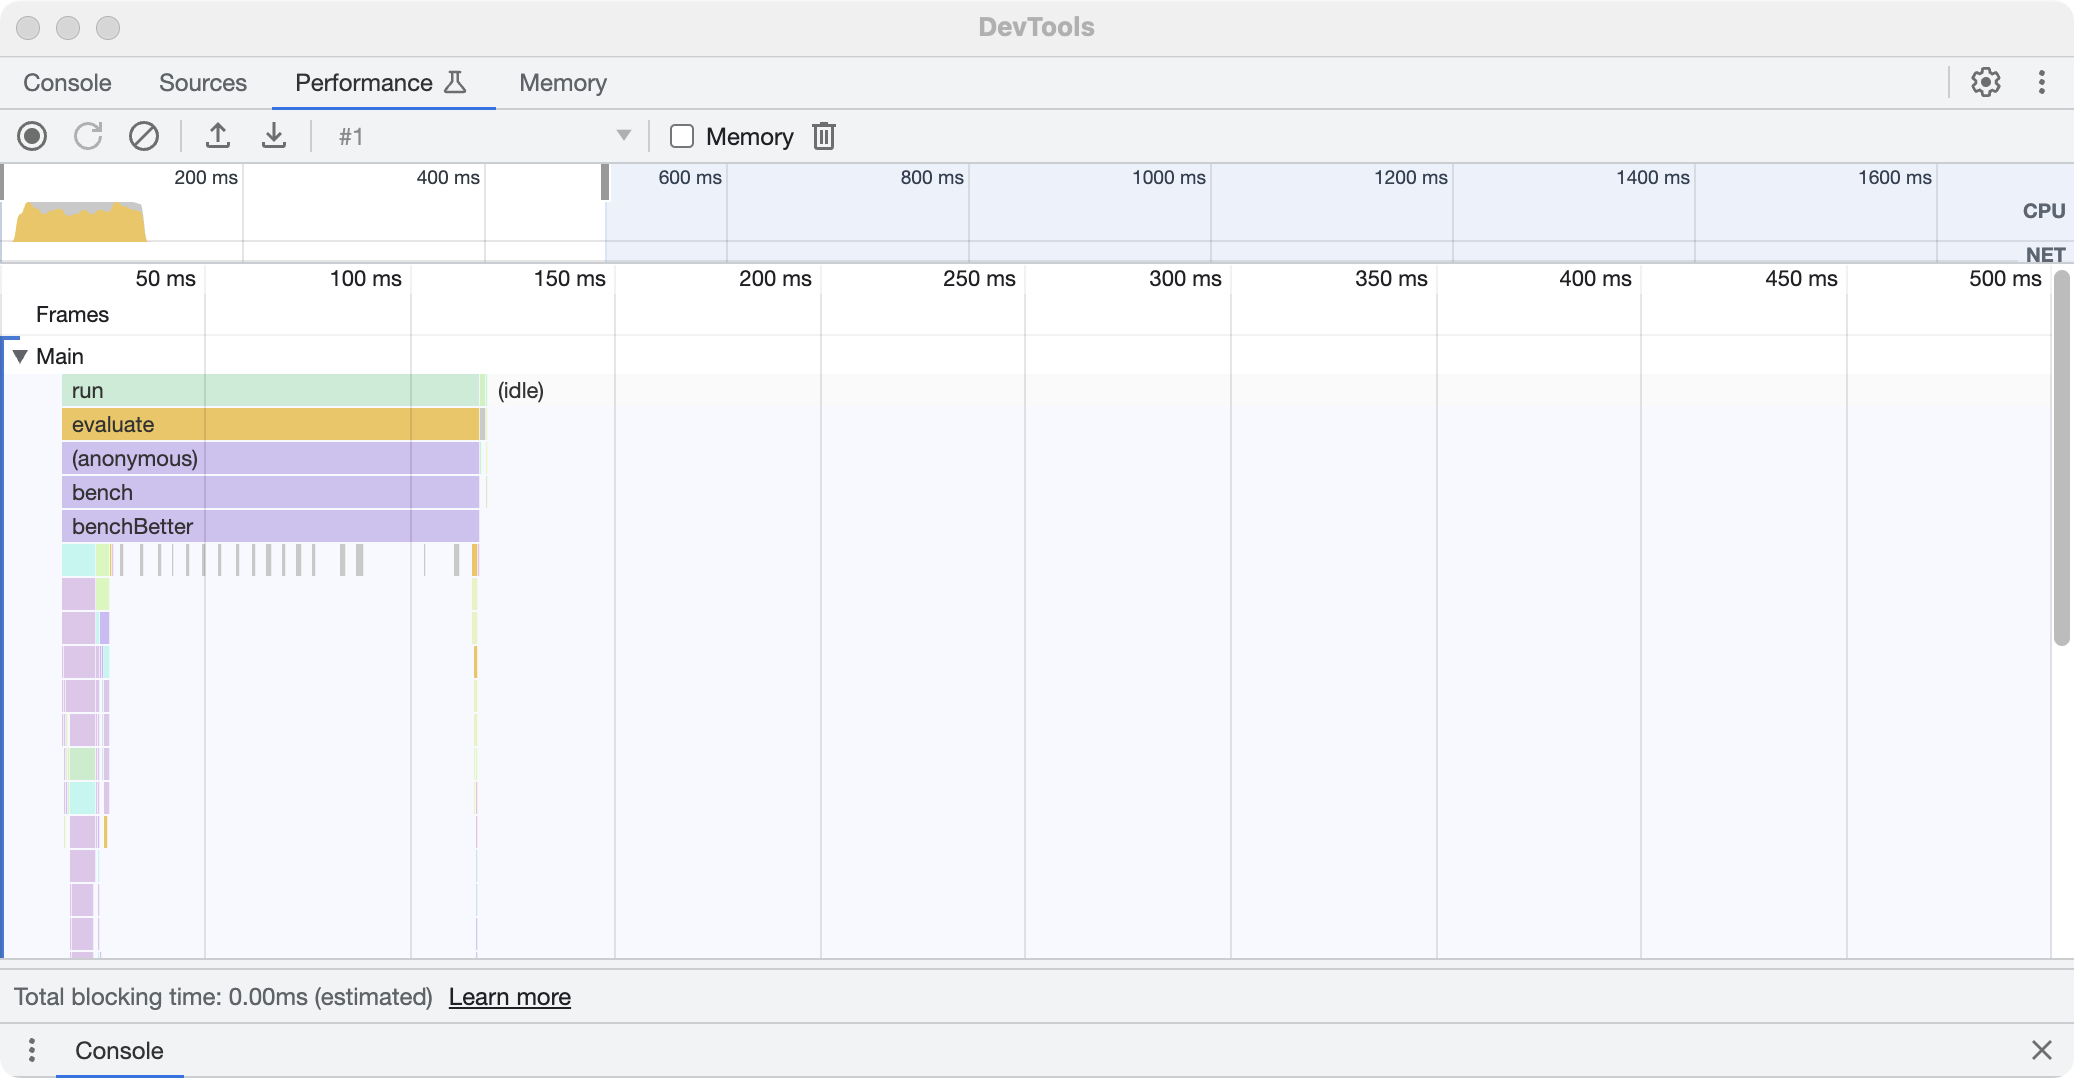 DevTools
Console Sources Performance Memory
#1 Memory
200 ms 400 ms 600 ms 800 ms 1000 ms 1200 ms 1400 ms 1600 ms
CPU
NET
50 ms 100 ms 150 ms 200 ms 250 ms 300 ms 350 ms 400 ms 450 ms 500 ms
Frames
Main
run (idle)
evaluate
(anonymous)
bench
benchBetter
Total blocking time: 0.00ms (estimated) Learn more
Console